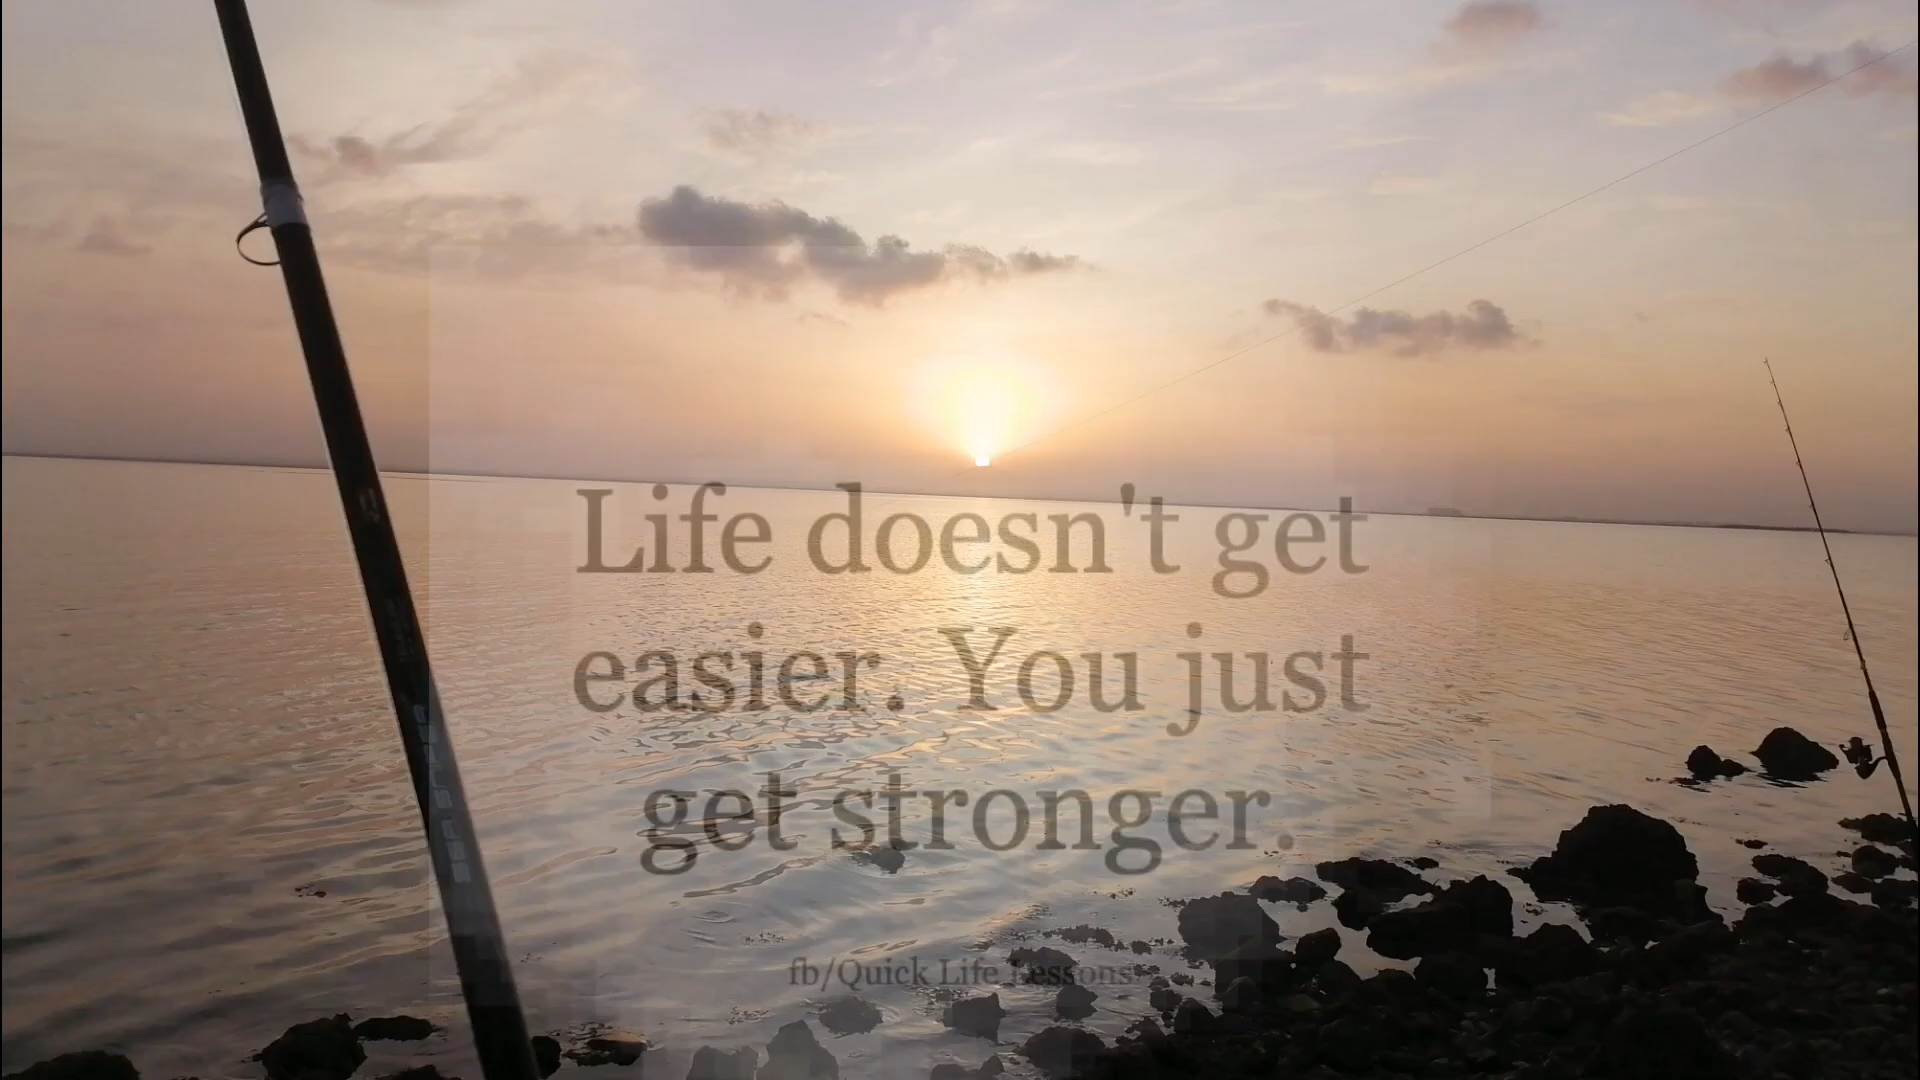 Life doesn't get
easier. You just
get stronger.
fb/Quick Life Lessons